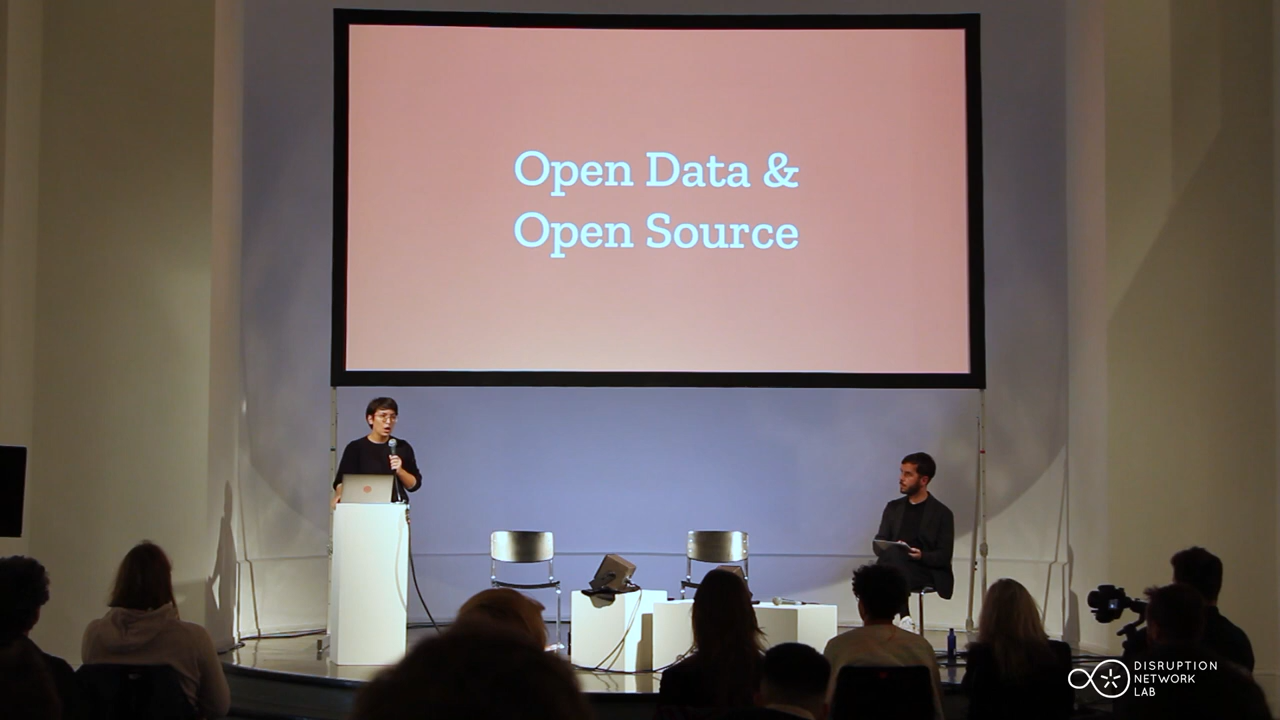 Open Data &
Open Source
DISRUPTION
NETWORK
LAB